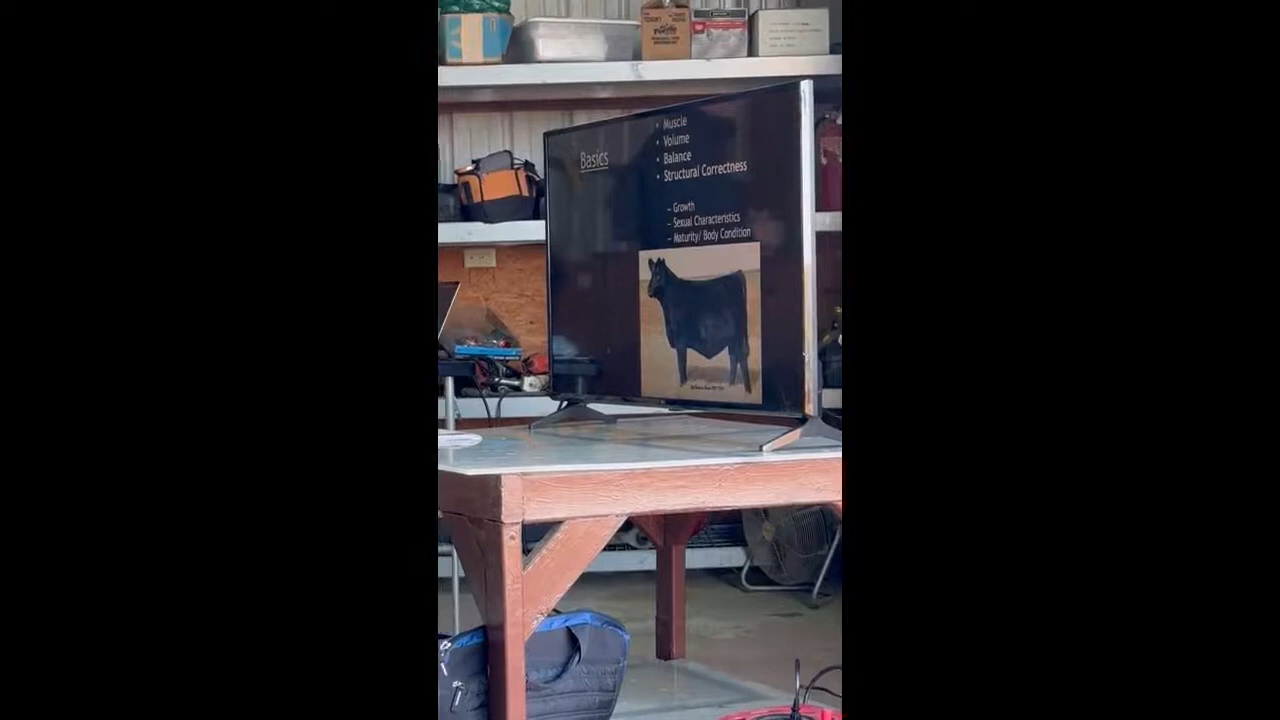 Basics
• Muscle
• Volume
• Balance
• Structural Correctness
– Growth
– Sexual Characteristics
– Maturity/ Body Condition